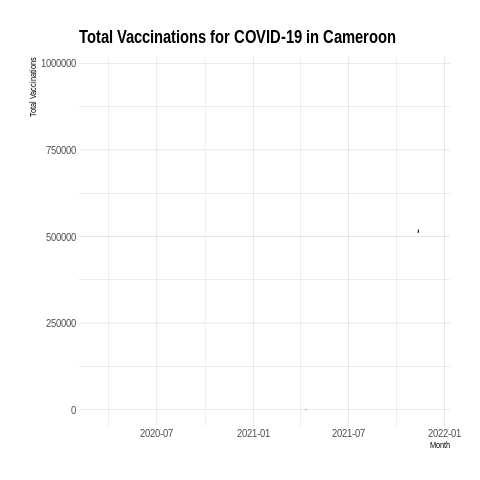 Total Vaccinations for COVID-19 in Cameroon
Total Vaccinations
1000000
750000
500000
250000
0
2020-07 2021-01 2021-07 2022-01
Month